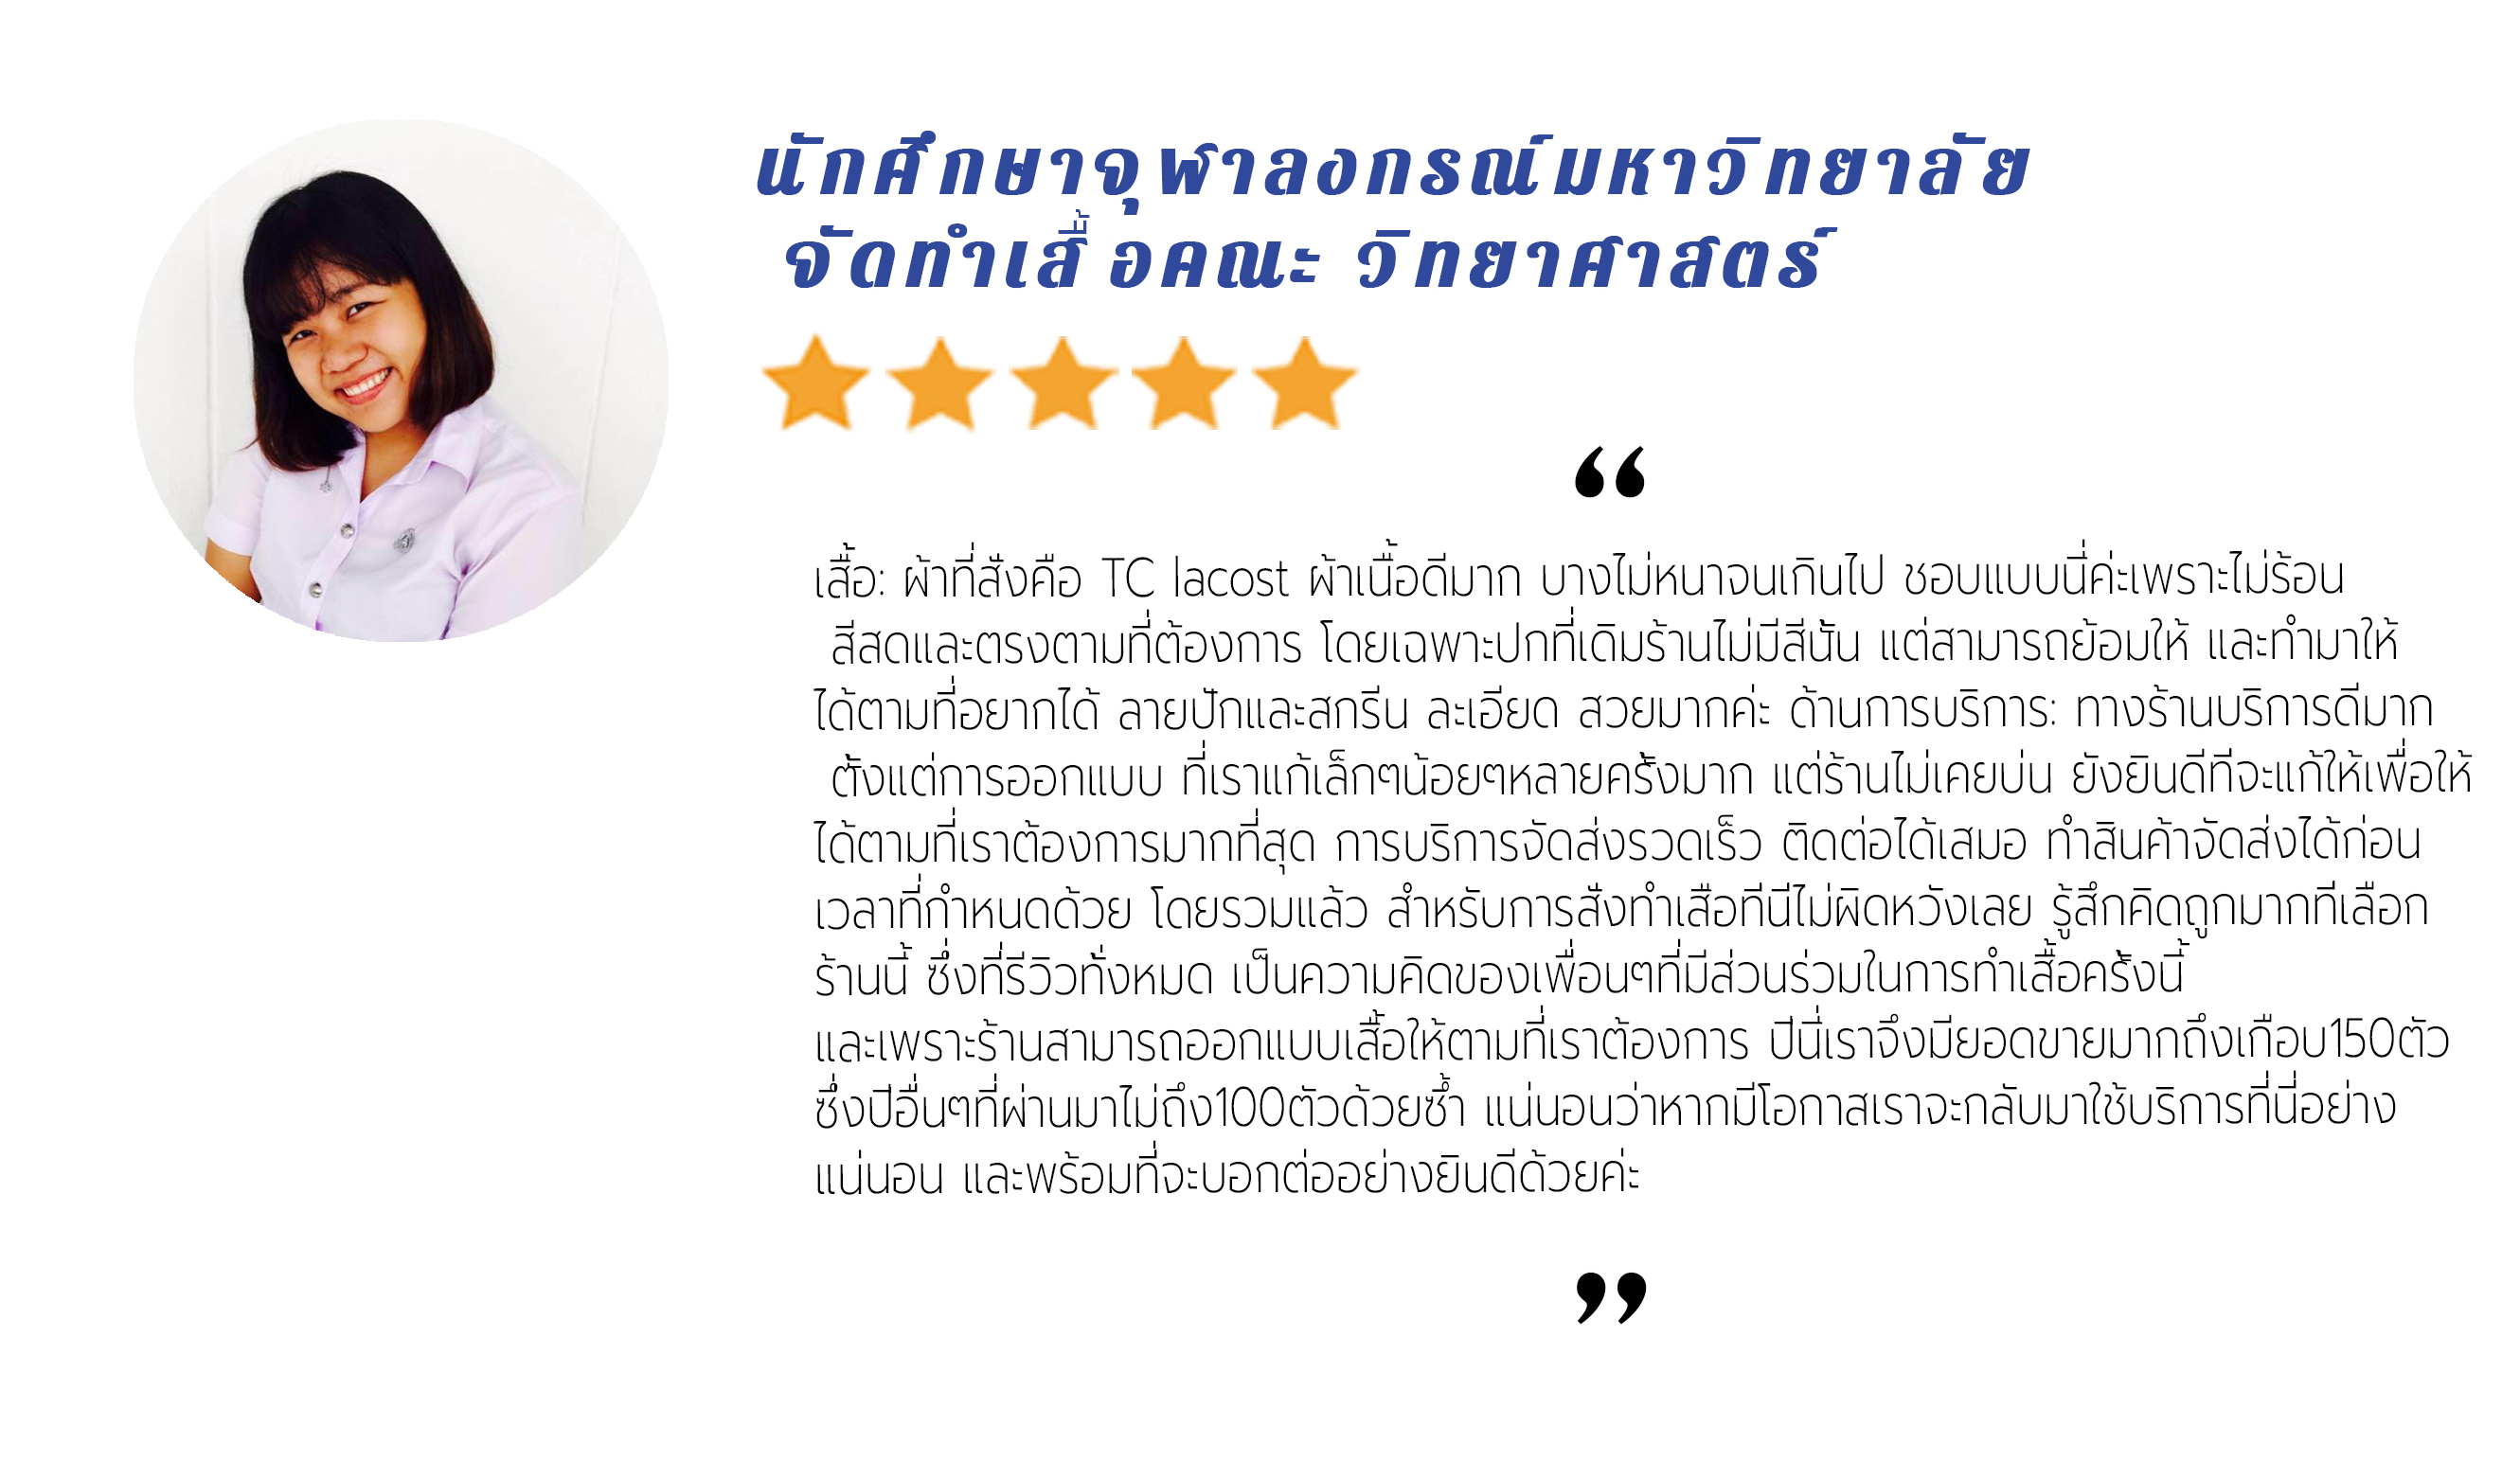 นักศึกษาจุฬาลงกรณ์มหาวิทยาลัย
จัดทำเสื้อคณะ วิทยาศาสตร์
“
เสื้อ: ผ้าที่สั่งคือ TC lacost ผ้าเนื้อดีมาก บางไม่หนาจนเกินไป ชอบแบบนี่ค่ะเพราะไม่ร้อน
สีสดและตรงตามที่ต้องการ โดยเฉพาะปกที่เดิมร้านไม่มีสีนั้น แต่สามารถย้อมให้ และทำมาให้
ได้ตามที่อยากได้ ลายปักและสกรีน ละเอียด สวยมากค่ะ ด้านการบริการ: ทางร้านบริการดีมาก
ตั้งแต่การออกแบบ ที่เราแก้เล็กๆน้อยๆหลายครั้งมาก แต่ร้านไม่เคยบ่น ยังยินดีที่จะแก้ให้เพื่อให้
ได้ตามที่เราต้องการมากที่สุด การบริการจัดส่งรวดเร็ว ติดต่อได้เสมอ ทำสินค้าจัดส่งได้ก่อน
เวลาที่กำหนดด้วย โดยรวมแล้ว สำหรับการสั่งทำเสือทีนีไม่ผิดหวังเลย รู้สึกคิดถูกมากทีเลือก
ร้านนี้ ซึ่งที่รีวิวทั่งหมด เป็นความคิดของเพื่อนๆที่มีส่วนร่วมในการทำเสื้อครั้งนี้
และเพราะร้านสามารถออกแบบเสื้อให้ตามที่เราต้องการ ปีนี่เราจึงมียอดขายมากถึงเกือบ150ตัว
ซึ่งปีอื่นๆที่ผ่านมาไม่ถึง100ตัวด้วยซ้ำ แน่นอนว่าหากมีโอกาสเราจะกลับมาใช้บริการที่นี่อย่าง
แน่นอน และพร้อมที่จะบอกต่ออย่างยินดีด้วยค่ะ
”